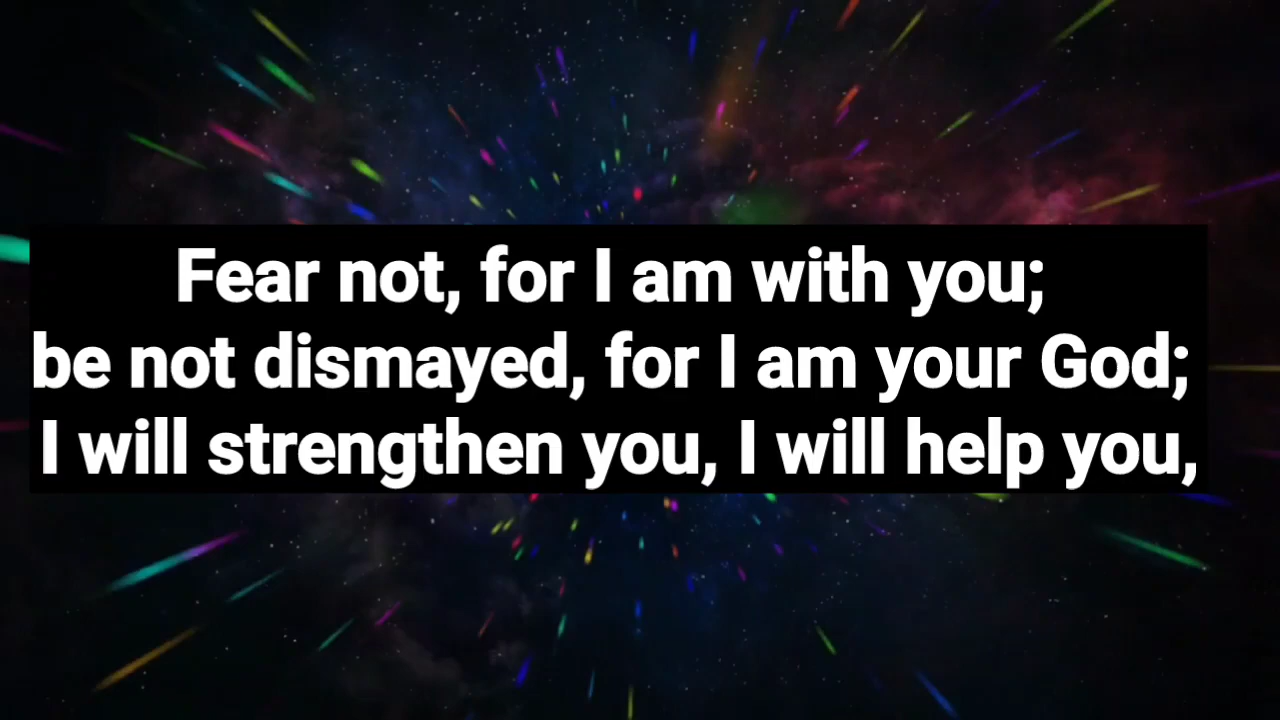 Fear not, for I am with you;
be not dismayed, for I am your God;
I will strengthen you, I will help you,